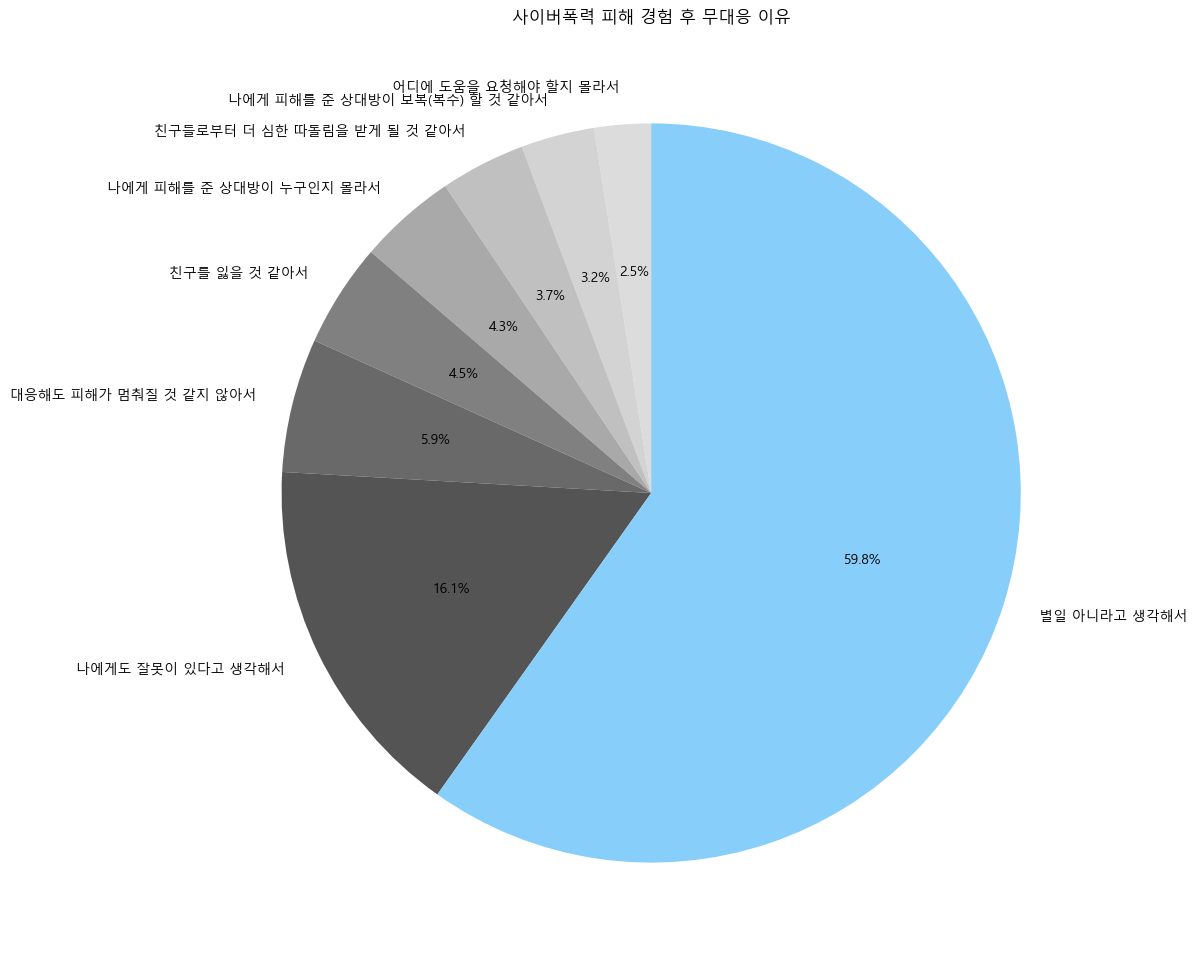 사이버폭력 피해 경험 후 무대응 이유
어디에 도움을 요청해야 할지 몰라서
나에게 피해를 준 상대방이 보복(복수) 할 것 같아서
친구들로부터 더 심한 따돌림을 받게 될 것 같아서
나에게 피해를 준 상대방이 누구인지 몰라서
친구를 잃을 것 같아서
대응해도 피해가 멈춰질 것 같지 않아서
나에게도 잘못이 있다고 생각해서
별일 아니라고 생각해서
2.5%
3.2%
3.7%
4.3%
4.5%
5.9%
16.1%
59.8%